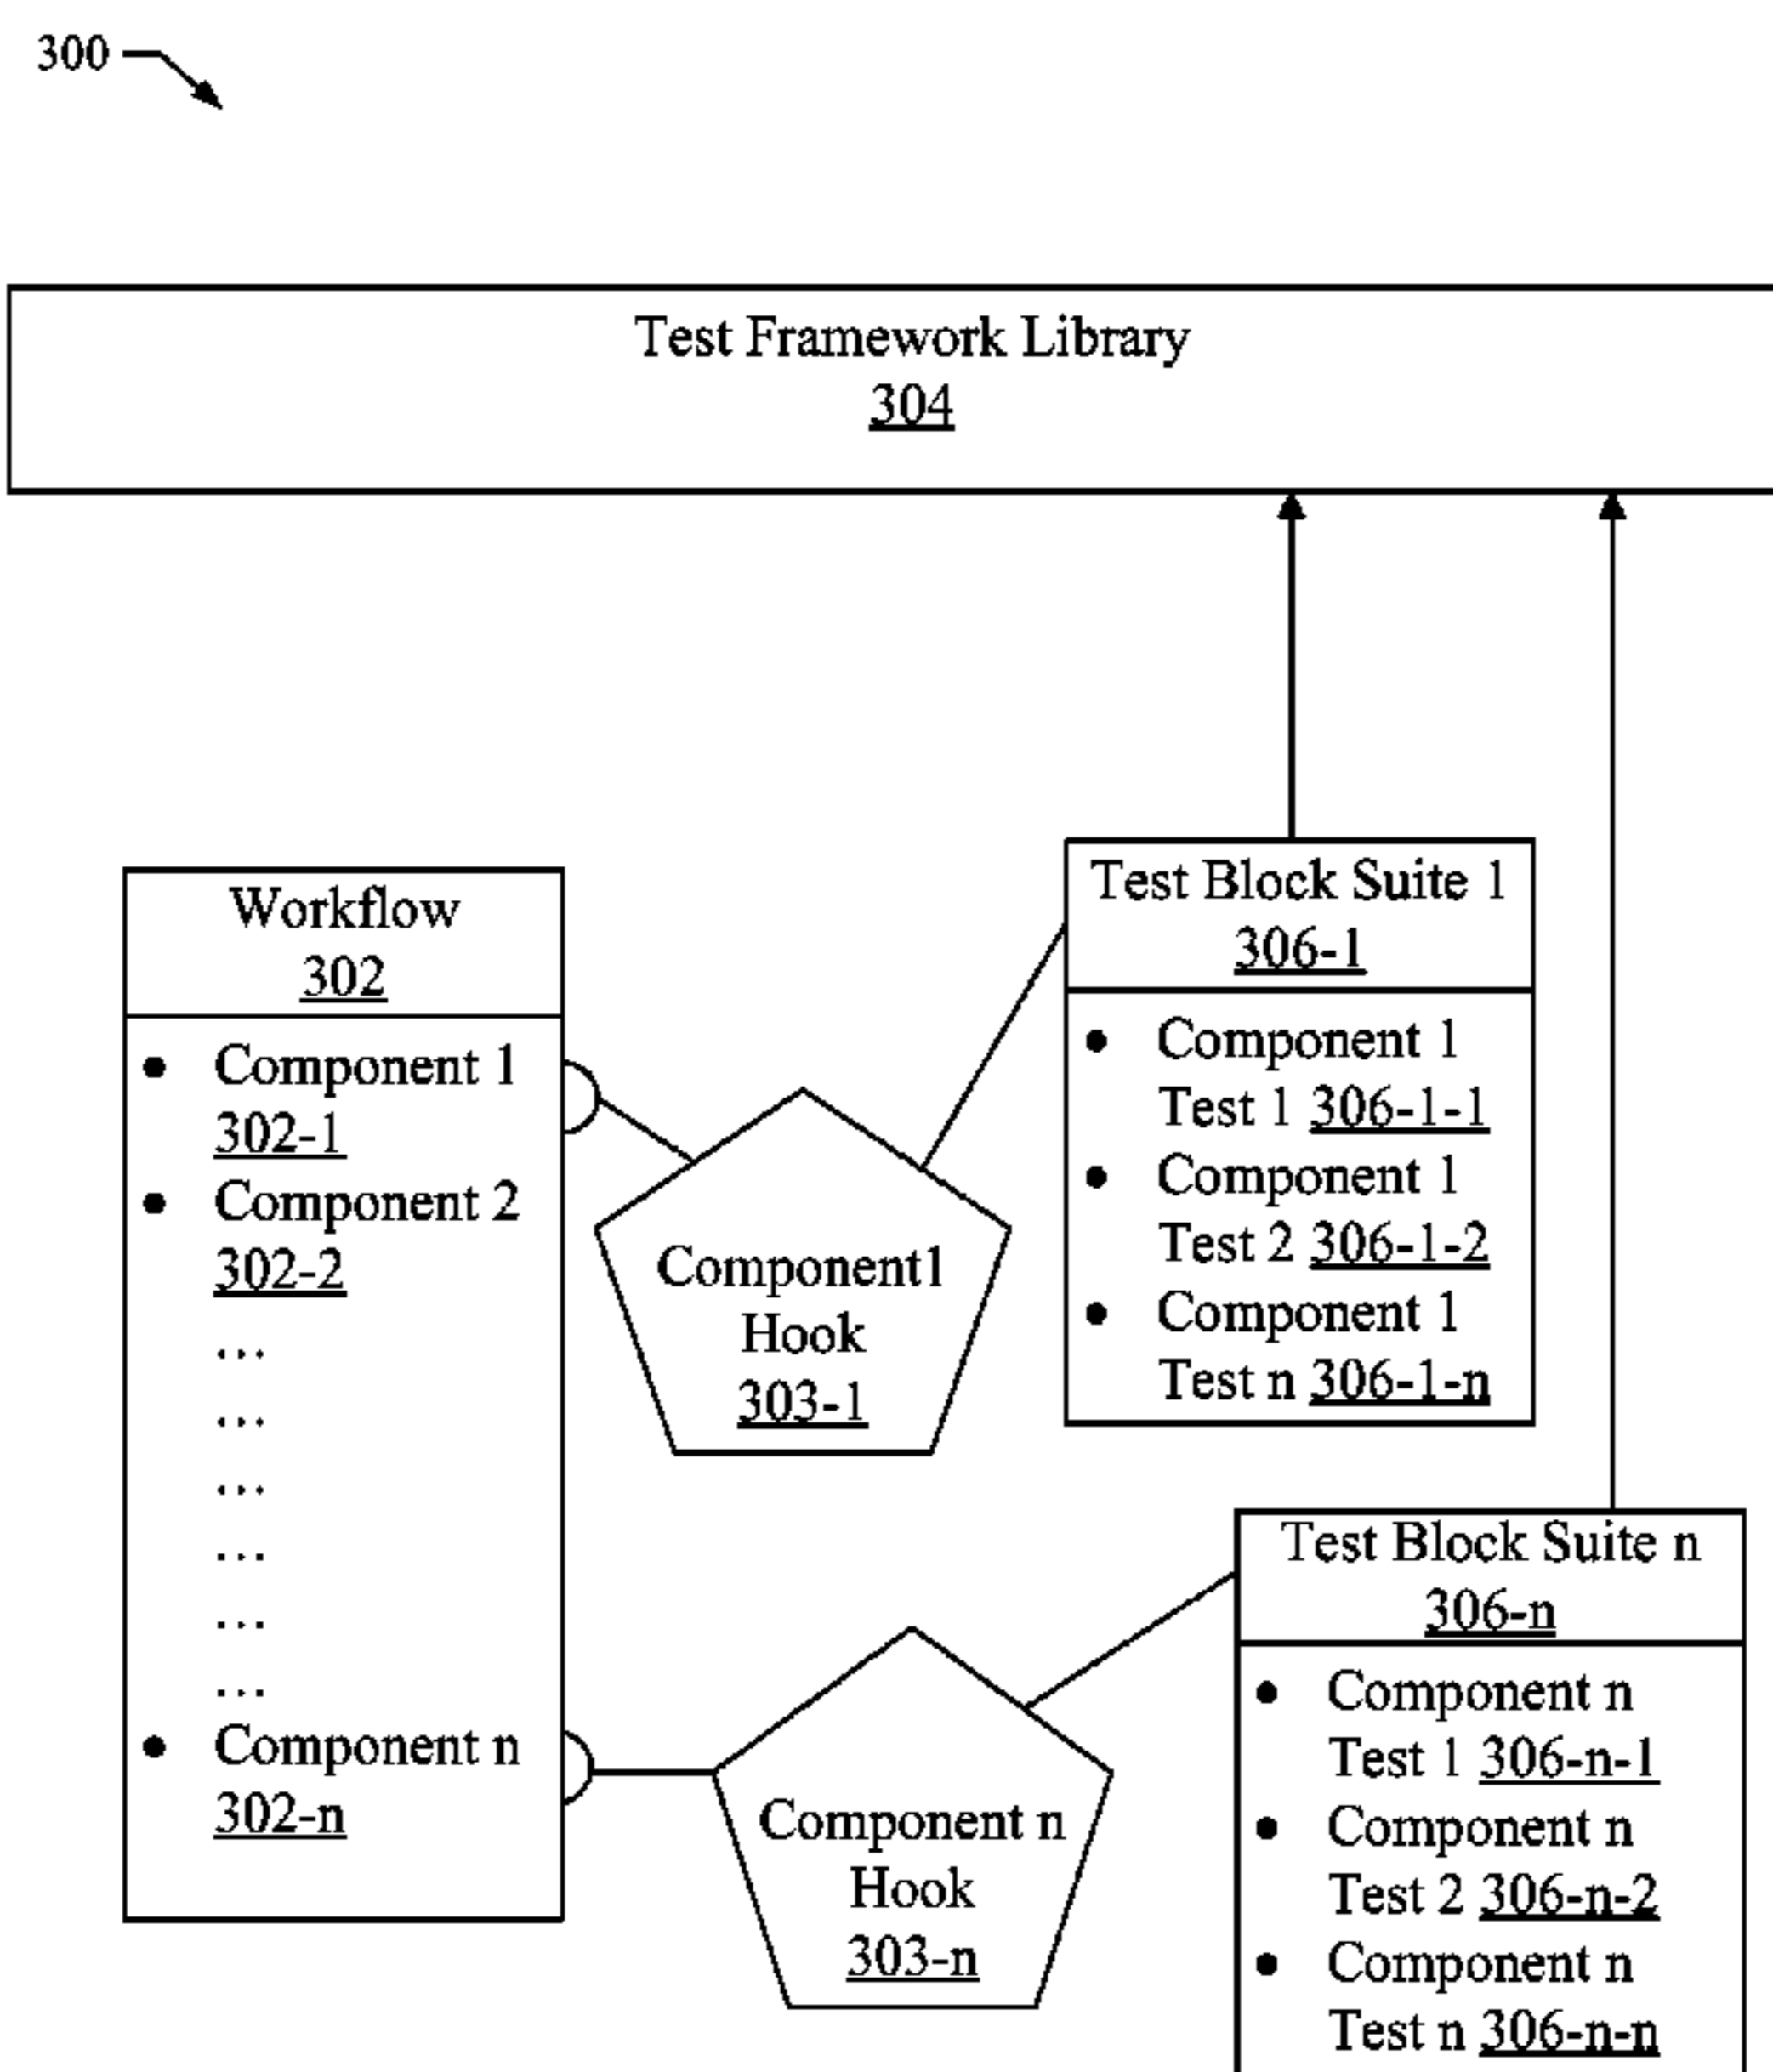 300
Test Framework Library
304
Workflow
302
• Component 1
302-1
• Component 2
302-2
...
...
...
...
...
...
• Component n
302-n
Component1
Hook
303-1
Test Block Suite 1
306-1
• Component 1
Test 1 306-1-1
• Component 1
Test 2 306-1-2
• Component 1
Test n 306-1-n
Component n
Hook
303-n
Test Block Suite n
306-n
• Component n
Test 1 306-n-1
• Component n
Test 2 306-n-2
• Component n
Test n 306-n-n